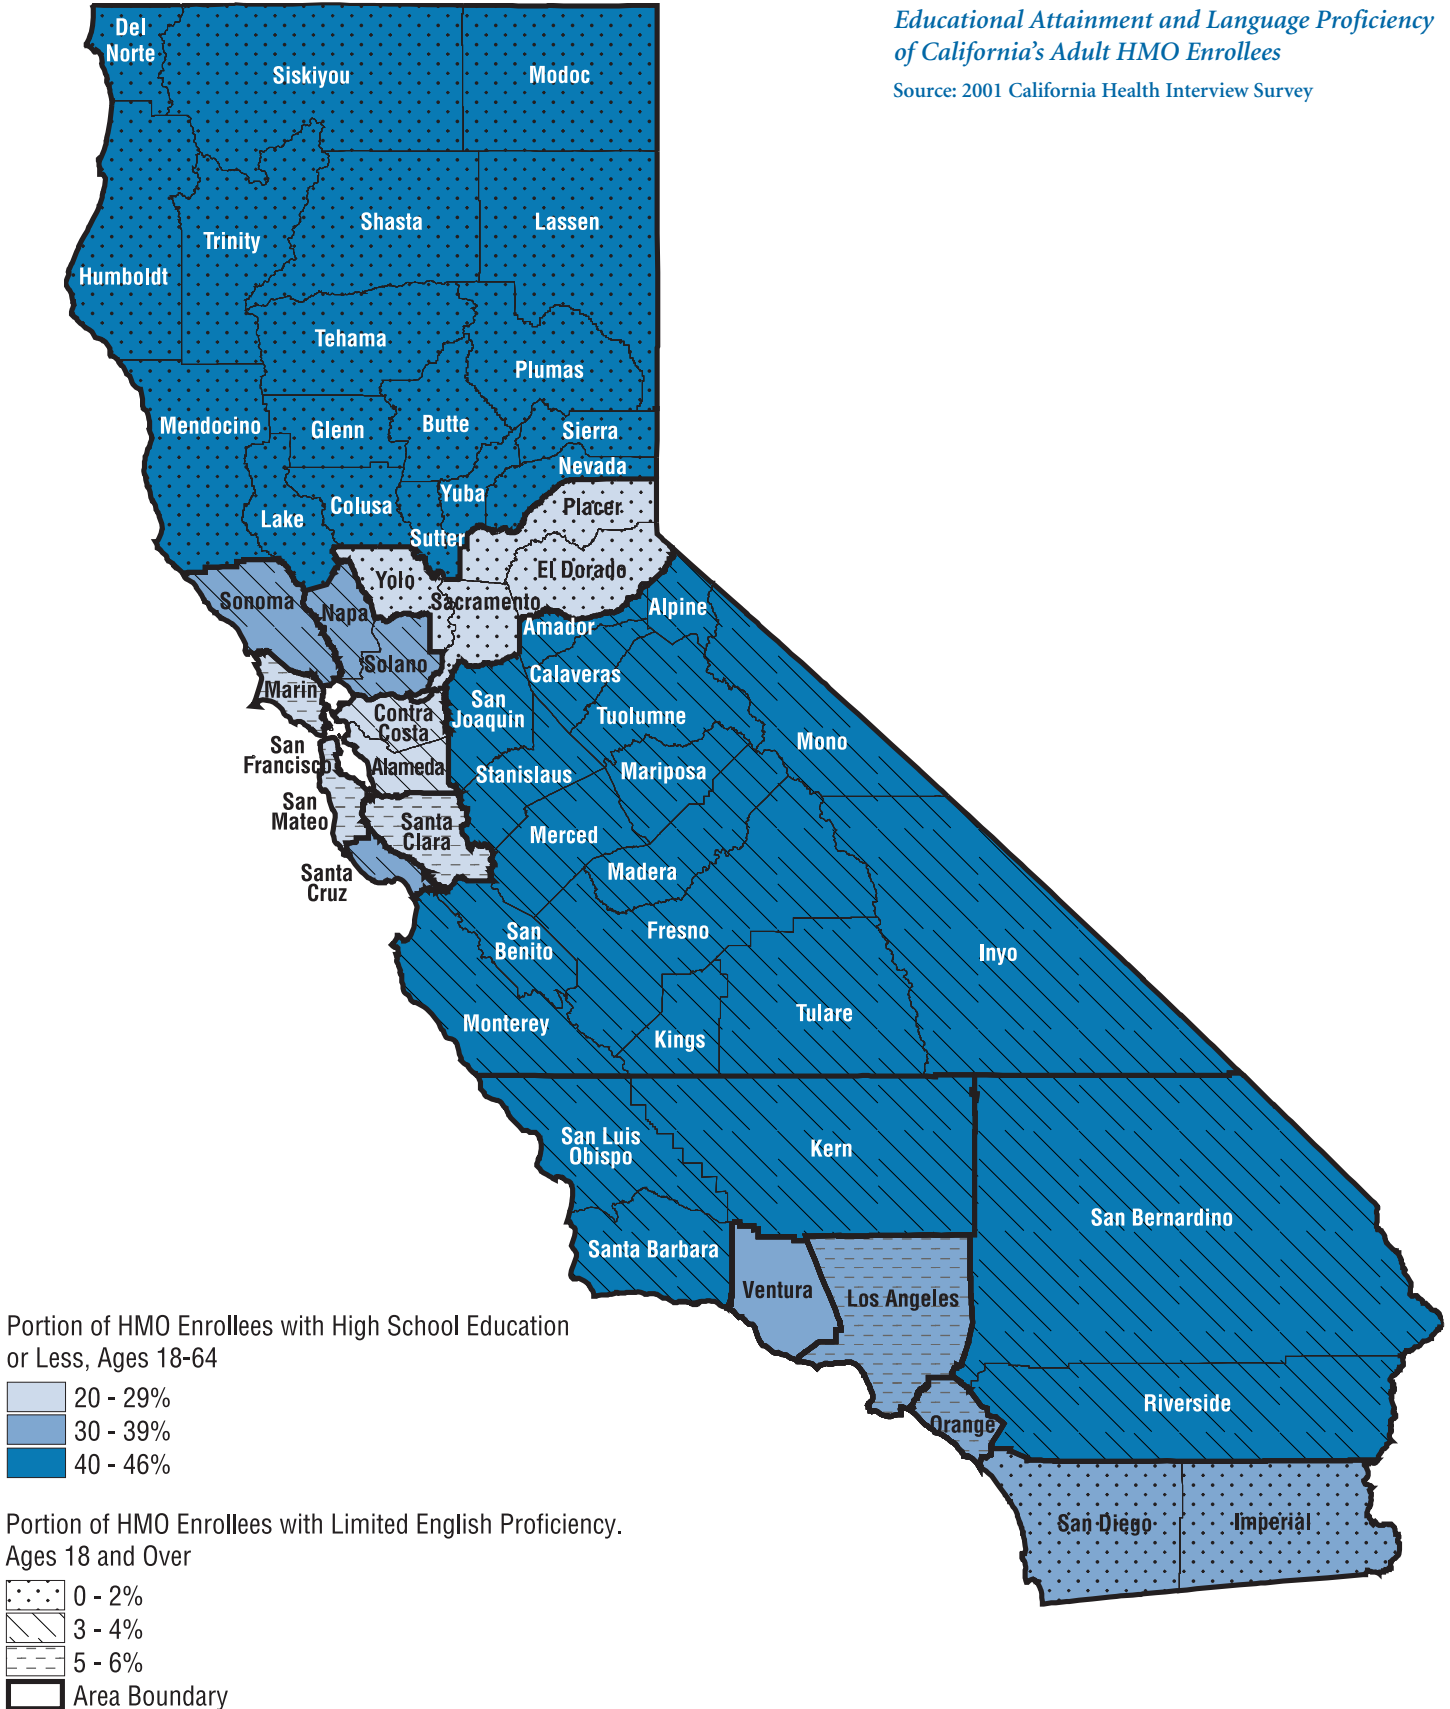 Educational Attainment and Language Proficiency
of California's Adult HMO Enrollees
Source: 2001 California Health Interview Survey
Del
Norte
Siskiyou
Modoc
Shasta
Lassen
Trinity
Humboldt
Tehama
Plumas
Mendocino
Glenn
Butte
Sierra
Nevada
Yuba
Colusa
Placer
Lake
Sutter
El Dorado
Yolo
Sacramento
Sonoma
Napa
Alpine
Amador
Solano
Calaveras
Marin
San
Joaquin
Contra
Costa
Tuolumne
Mono
San
Francisco
Alameda
Stanislaus
Mariposa
San
Mateo
Santa
Clara
Merced
Santa
Cruz
Madera
San
Benito
Fresno
Inyo
Monterey
Kings
Tulare
San Luis
Obispo
Kern
San Bernardino
Santa Barbara
Ventura
Los Angeles
Riverside
Orange
San Diego
Imperial
Portion of HMO Enrollees with High School Education
or Less, Ages 18-64
20 - 29%
30 - 39%
40 - 46%
Portion of HMO Enrollees with Limited English Proficiency.
Ages 18 and Over
0 - 2%
3 - 4%
5 - 6%
Area Boundary